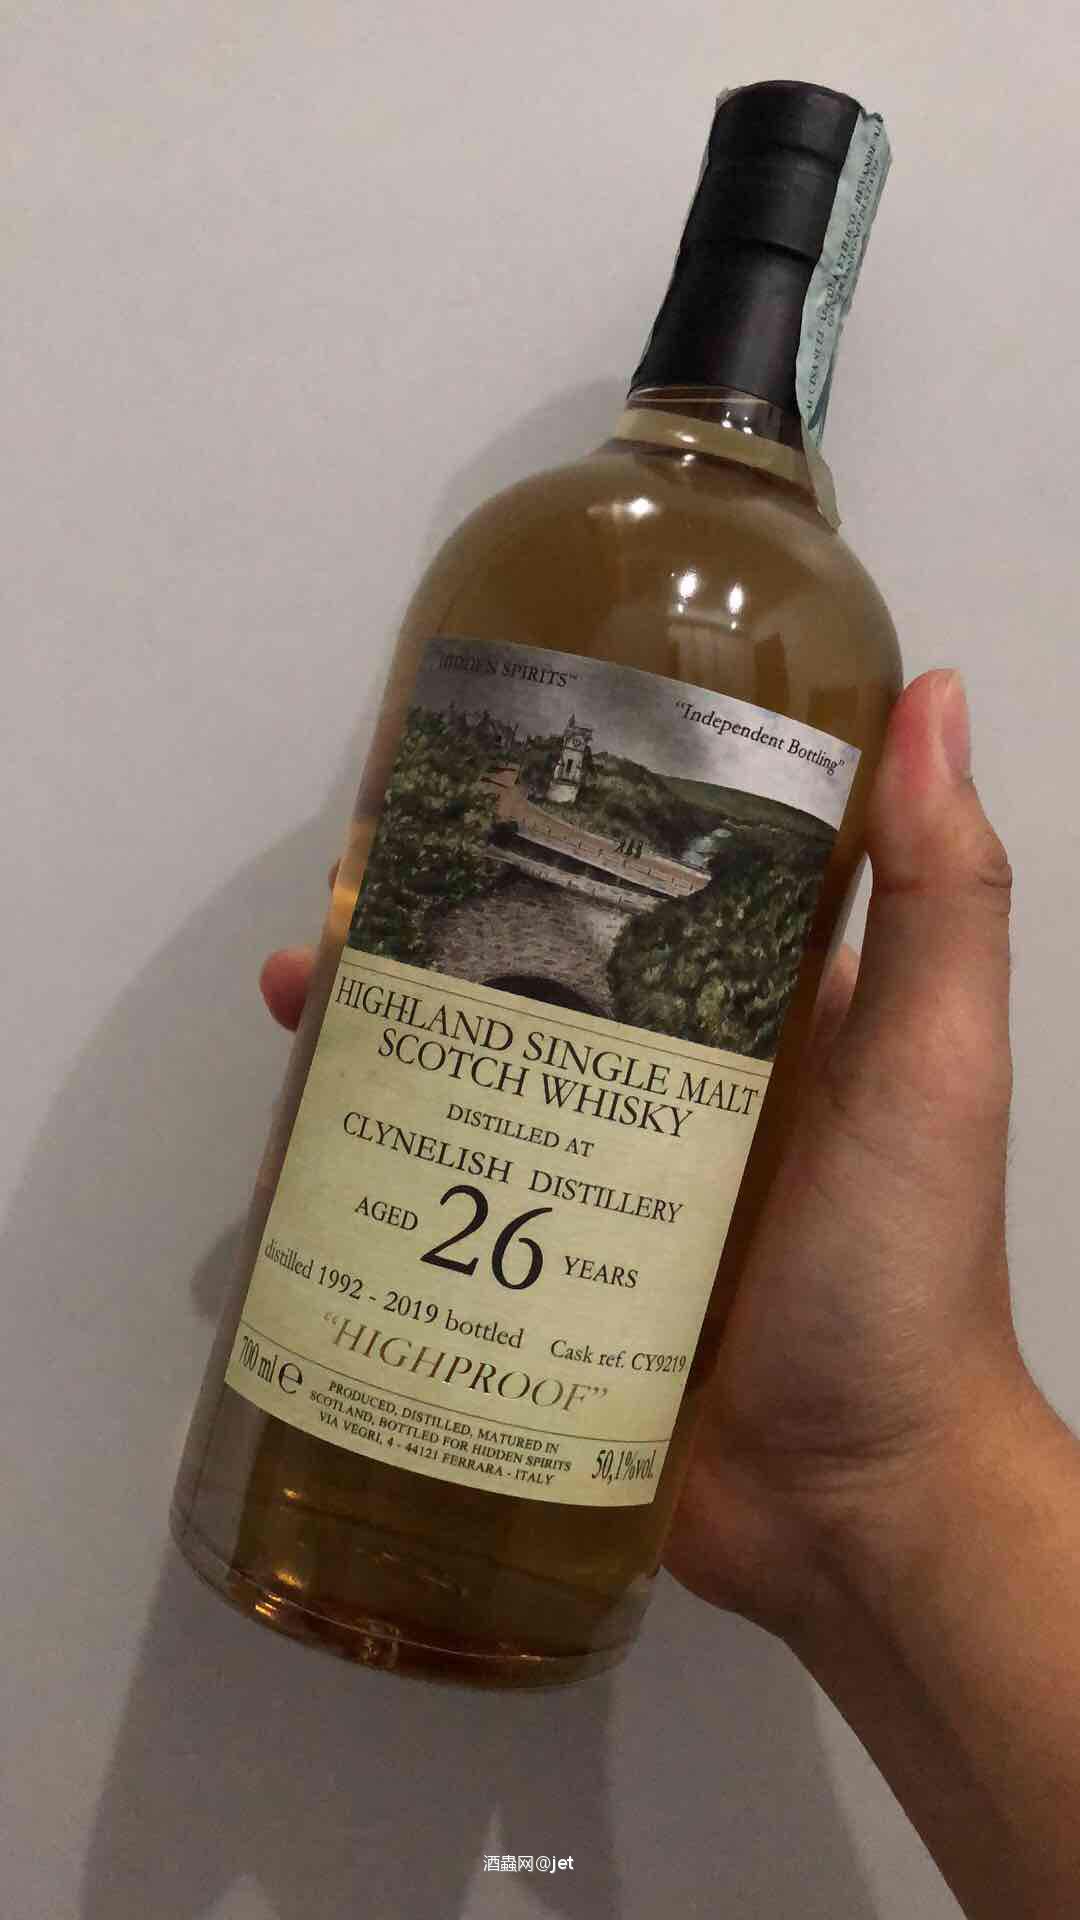 HIDDEN SPIRITS™
“Independent Bottling”
HIGHLAND SINGLE MALT
SCOTCH WHISKY
DISTILLED AT
CLYNELISH DISTILLERY
AGED 26 YEARS
distilled 1992 - 2019 bottled Cask ref. CY9219
“HIGHPROOF”
700 ml ℮
PRODUCED, DISTILLED, MATURED IN
SCOTLAND, BOTTLED FOR HIDDEN SPIRITS
VIA VEGRI, 4 - 44121 FERRARA - ITALY
50,1%vol.
酒蟲网@jet